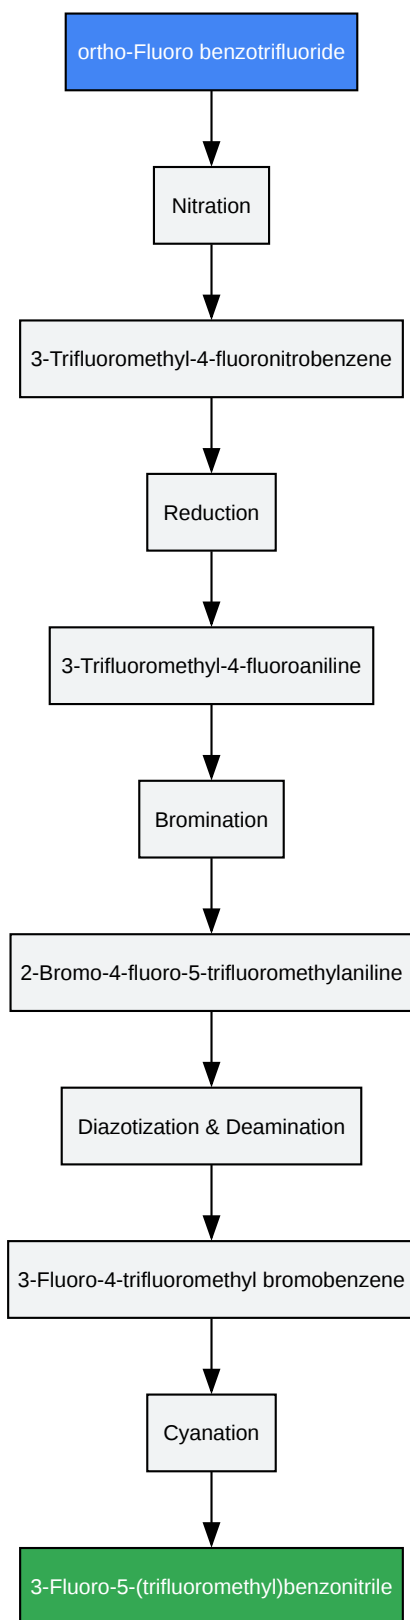 ortho-Fluoro benzotrifluoride
Nitration
3-Trifluoromethyl-4-fluoronitrobenzene
Reduction
3-Trifluoromethyl-4-fluoroaniline
Bromination
2-Bromo-4-fluoro-5-trifluoromethylaniline
Diazotization & Deamination
3-Fluoro-4-trifluoromethyl bromobenzene
Cyanation
3-Fluoro-5-(trifluoromethyl)benzonitrile